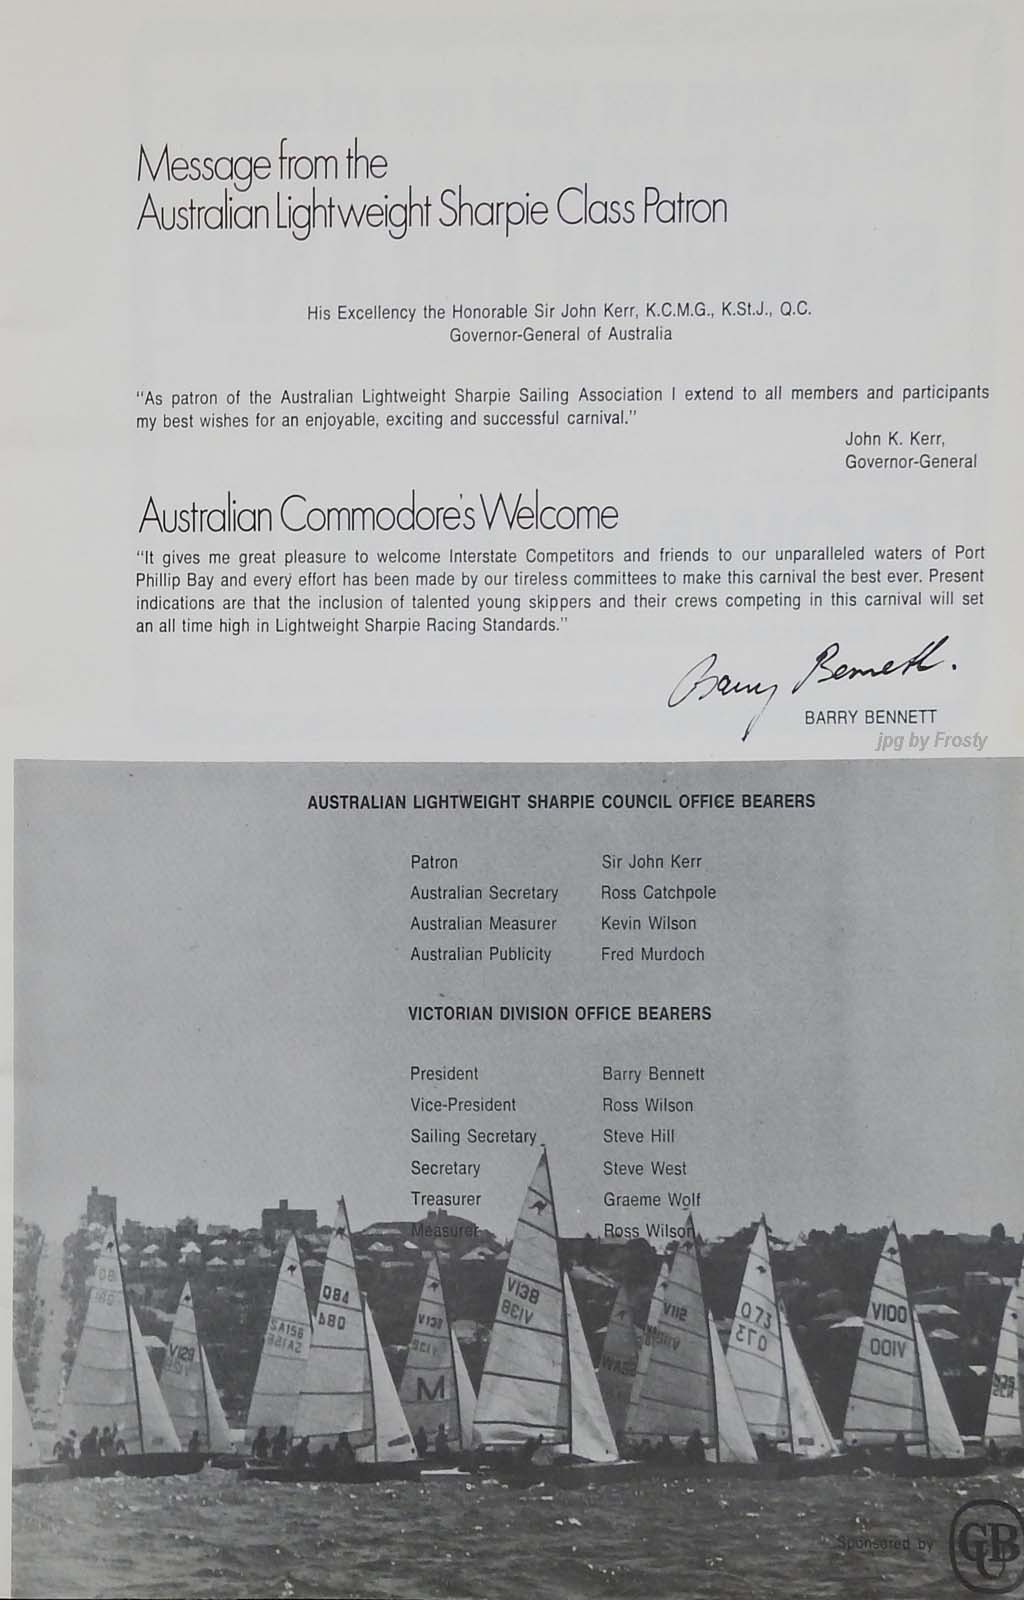 Message from the
Australian Lightweight Sharpie Class Patron
His Excellency the Honorable Sir John Kerr, K.C.M.G., K.St.J., Q.C.
Governor-General of Australia
"As patron of the Australian Lightweight Sharpie Sailing Association I extend to all members and participants
my best wishes for an enjoyable, exciting and successful carnival."
John K. Kerr,
Governor-General
Australian Commodore's Welcome
"It gives me great pleasure to welcome Interstate Competitors and friends to our unparalleled waters of Port
Phillip Bay and every effort has been made by our tireless committees to make this carnival the best ever. Present
indications are that the inclusion of talented young skippers and their crews competing in this carnival will set
an all time high in Lightweight Sharpie Racing Standards."
Barry Bennett.
BARRY BENNETT
jpg by Frosty
AUSTRALIAN LIGHTWEIGHT SHARPIE COUNCIL OFFICE BEARERS
Patron Sir John Kerr
Australian Secretary Ross Catchpole
Australian Measurer Kevin Wilson
Australian Publicity Fred Murdoch
VICTORIAN DIVISION OFFICE BEARERS
President Barry Bennett
Vice-President Ross Wilson
Sailing Secretary Steve Hill
Secretary Steve West
Treasurer Graeme Wolf
Measurer Ross Wilson
V129
SA156
Q84
M
V138
V112
Q73
V100
Sponsored by
GUB